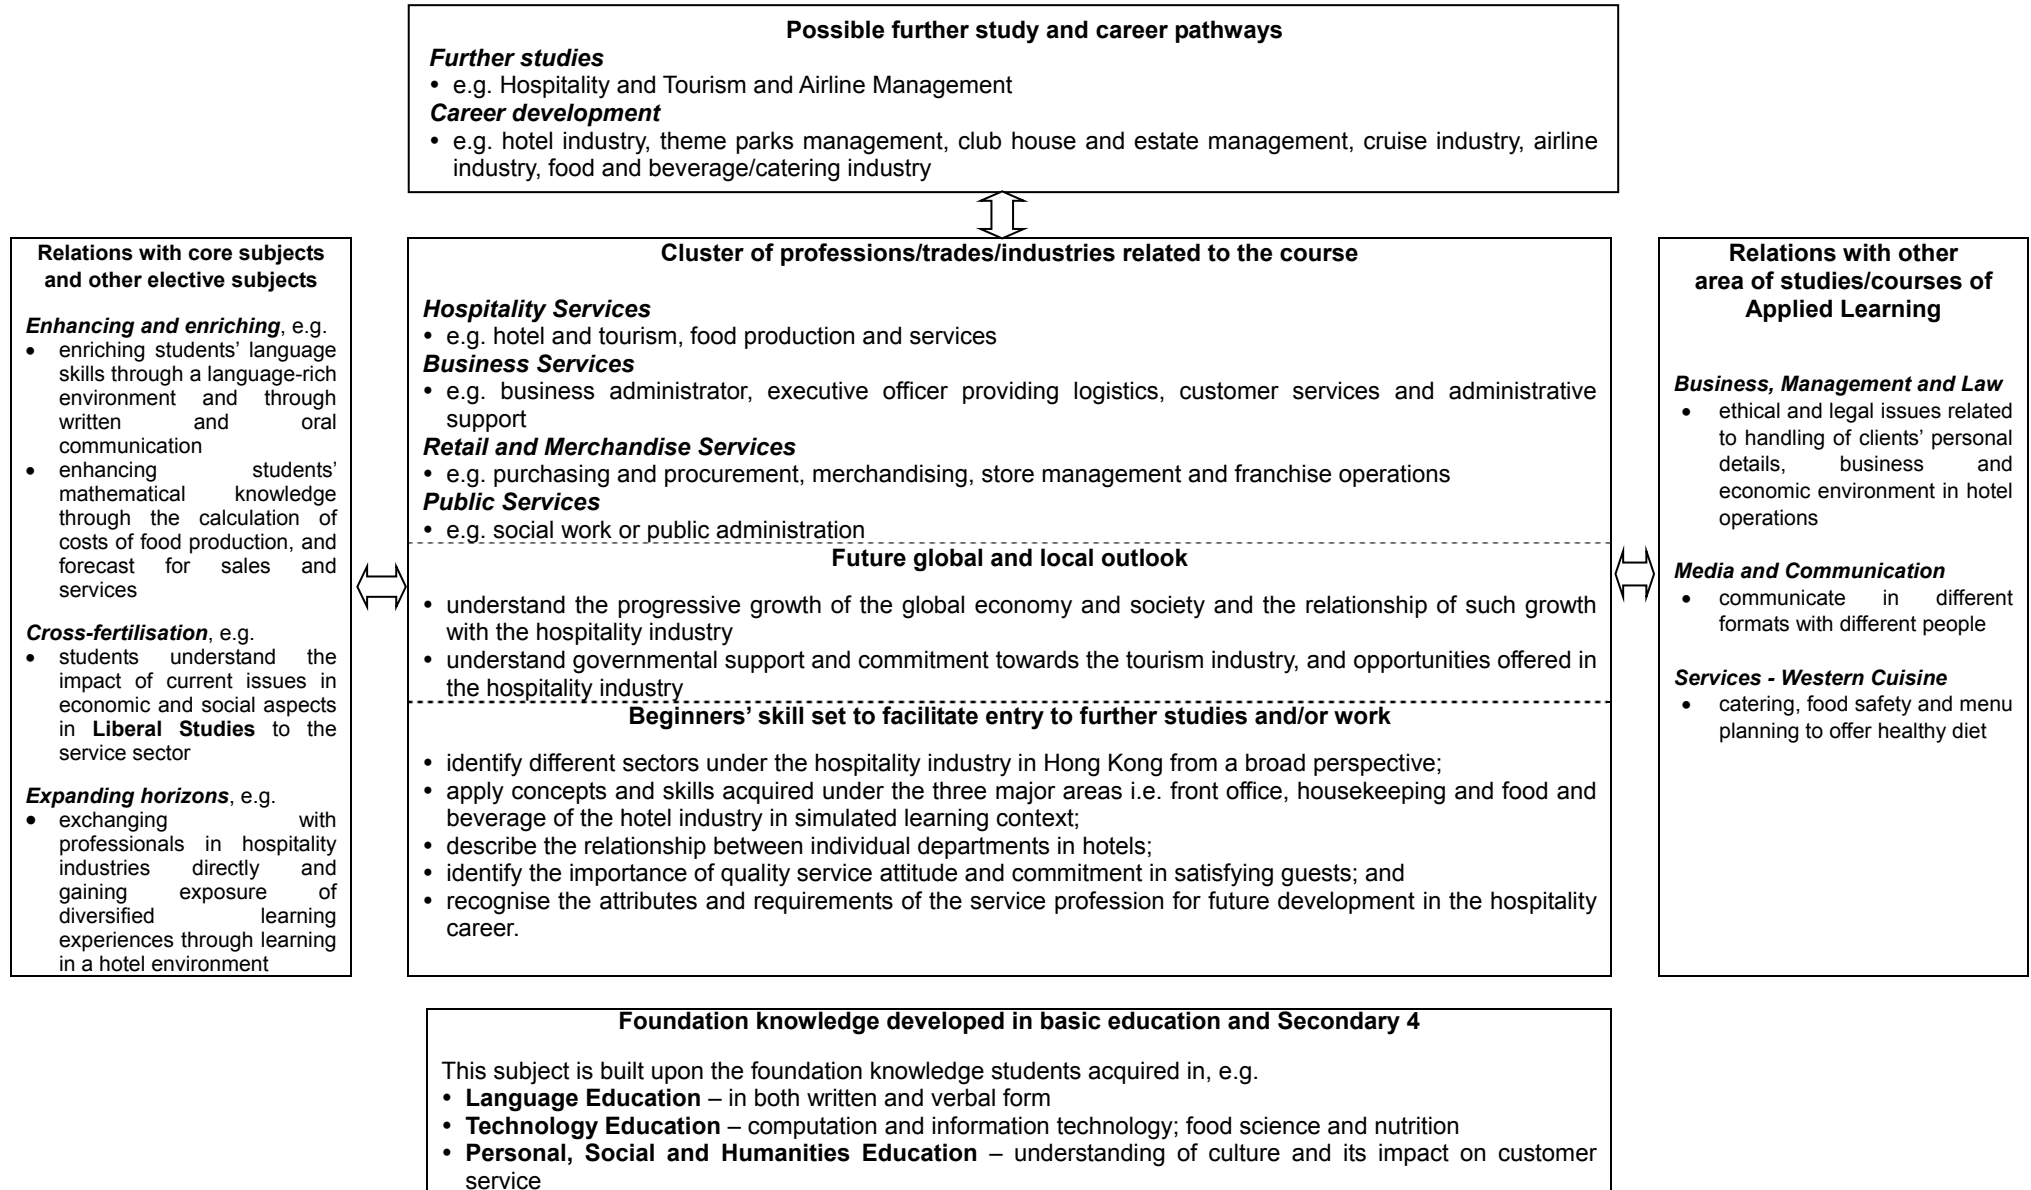 Possible further study and career pathways
Further studies
• e.g. Hospitality and Tourism and Airline Management
Career development
• e.g. hotel industry, theme parks management, club house and estate management, cruise industry, airline
industry, food and beverage/catering industry
Relations with core subjects
and other elective subjects
Enhancing and enriching, e.g.
• enriching students’ language
skills through a language-rich
environment and through
written and oral
communication
• enhancing students’
mathematical knowledge
through the calculation of
costs of food production, and
forecast for sales and
services
Cross-fertilisation, e.g.
• students understand the
impact of current issues in
economic and social aspects
in Liberal Studies to the
service sector
Expanding horizons, e.g.
• exchanging with
professionals in hospitality
industries directly and
gaining exposure of
diversified learning
experiences through learning
in a hotel environment
Cluster of professions/trades/industries related to the course
Hospitality Services
• e.g. hotel and tourism, food production and services
Business Services
• e.g. business administrator, executive officer providing logistics, customer services and administrative
support
Retail and Merchandise Services
• e.g. purchasing and procurement, merchandising, store management and franchise operations
Public Services
• e.g. social work or public administration
Future global and local outlook
• understand the progressive growth of the global economy and society and the relationship of such growth
with the hospitality industry
• understand governmental support and commitment towards the tourism industry, and opportunities offered in
the hospitality industry
Beginners’ skill set to facilitate entry to further studies and/or work
• identify different sectors under the hospitality industry in Hong Kong from a broad perspective;
• apply concepts and skills acquired under the three major areas i.e. front office, housekeeping and food and
beverage of the hotel industry in simulated learning context;
• describe the relationship between individual departments in hotels;
• identify the importance of quality service attitude and commitment in satisfying guests; and
• recognise the attributes and requirements of the service profession for future development in the hospitality
career.
Relations with other
area of studies/courses of
Applied Learning
Business, Management and Law
• ethical and legal issues related
to handling of clients’ personal
details, business and
economic environment in hotel
operations
Media and Communication
• communicate in different
formats with different people
Services - Western Cuisine
• catering, food safety and menu
planning to offer healthy diet
Foundation knowledge developed in basic education and Secondary 4
This subject is built upon the foundation knowledge students acquired in, e.g.
• Language Education – in both written and verbal form
• Technology Education – computation and information technology; food science and nutrition
• Personal, Social and Humanities Education – understanding of culture and its impact on customer
service